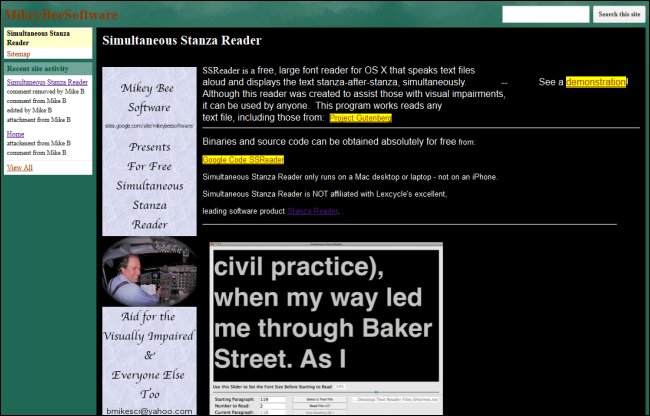 MikeyBeeSoftware
Search this site
Simultaneous Stanza
Reader
Sitemap
Recent site activity
Simultaneous Stanza Reader
comment removed by Mike B
comment from Mike B
edited by Mike B
attachment from Mike B
Home
attachment from Mike B
comment from Mike B
View All
Simultaneous Stanza Reader
Mikey Bee
Software
sites.google.com/site/mikeybeesoftware/
Presents
For Free
Simultaneous
Stanza
Reader
SSReader is a free, large font reader for OS X that speaks text files
aloud and displays the text stanza-after-stanza, simultaneously. -- See a demonstration!
Although this reader was created to assist those with visual impairments,
it can be used by anyone. This program works reads any
text file, including those from: Project Gutenberg
Binaries and source code can be obtained absolutely for free from:
Google Code SSReader
Simultaneous Stanza Reader only runs on a Mac desktop or laptop - not on an iPhone.
Simultaneous Stanza Reader is NOT affiliated with Lexcycle's excellent,
leading software product Stanza Reader.
Aid for the
Visually Impaired
&
Everyone Else
Too
bmikesci@yahoo.com
civil practice),
when my way led
me through Baker
Street. As I
Use this Slider to Set the Font Size Before Starting to Read
Starting Paragraph: 118 Select a Text File
Number to Read: 2
Current Paragraph: 118